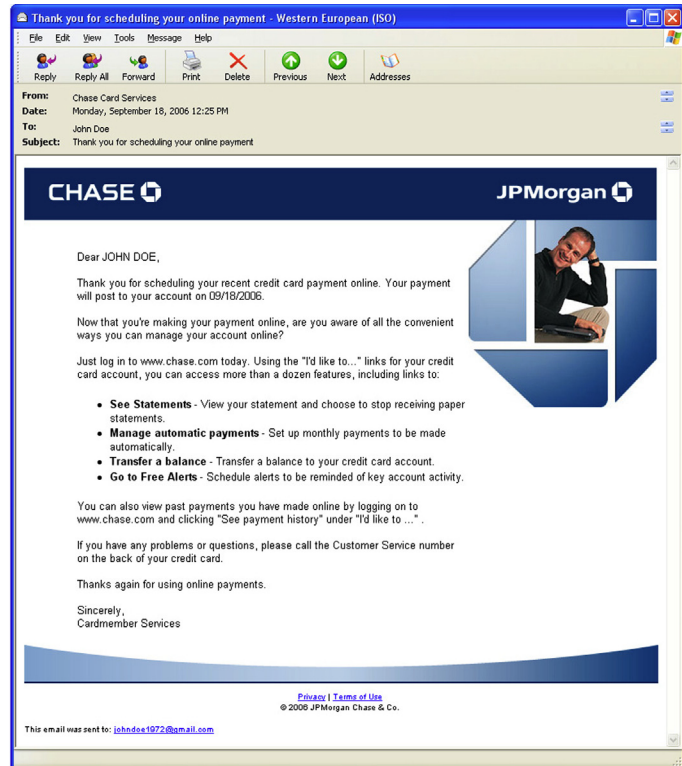 Thank you for scheduling your online payment - Western European (ISO)
File Edit View Tools Message Help
Reply Reply All Forward Print Delete Previous Next Addresses
From: Chase Card Services
Date: Monday, September 18, 2006 12:25 PM
To: John Doe
Subject: Thank you for scheduling your online payment
CHASE JPMorgan
Dear JOHN DOE,
Thank you for scheduling your recent credit card payment online. Your payment
will post to your account on 09/18/2006.
Now that you're making your payment online, are you aware of all the convenient
ways you can manage your account online?
Just log in to www.chase.com today. Using the "I'd like to..." links for your credit
card account, you can access more than a dozen features, including links to:
• See Statements - View your statement and choose to stop receiving paper
statements.
• Manage automatic payments - Set up monthly payments to be made
automatically.
• Transfer a balance - Transfer a balance to your credit card account.
• Go to Free Alerts - Schedule alerts to be reminded of key account activity.
You can also view past payments you have made online by logging on to
www.chase.com and clicking "See payment history" under "I'd like to ..." .
If you have any problems or questions, please call the Customer Service number
on the back of your credit card.
Thanks again for using online payments.
Sincerely,
Cardmember Services
Privacy | Terms of Use
© 2006 JPMorgan Chase & Co.
This email was sent to: johndoe1972@gmail.com